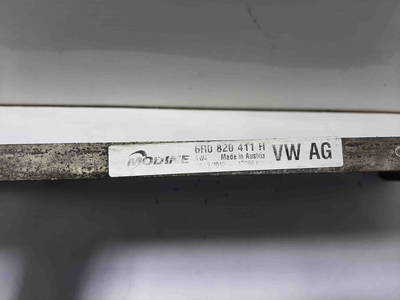 MODINE
6R0 820 411 H
Made in Austria
VW AG